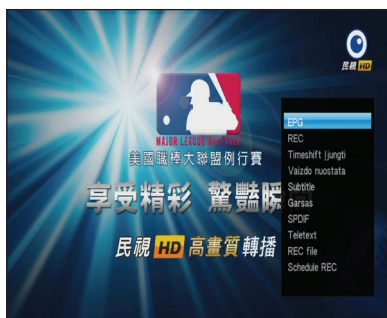 民視 HD
MAJOR LEAGUE BASEBALL
美國職棒大聯盟例行賽
享受精彩 驚豔瞬
民視 HD 高畫質轉播
EPG
REC
Timeshift Įjungti
Vaizdo nuostata
Subtitle
Garsas
SPDIF
Teletext
REC file
Schedule REC